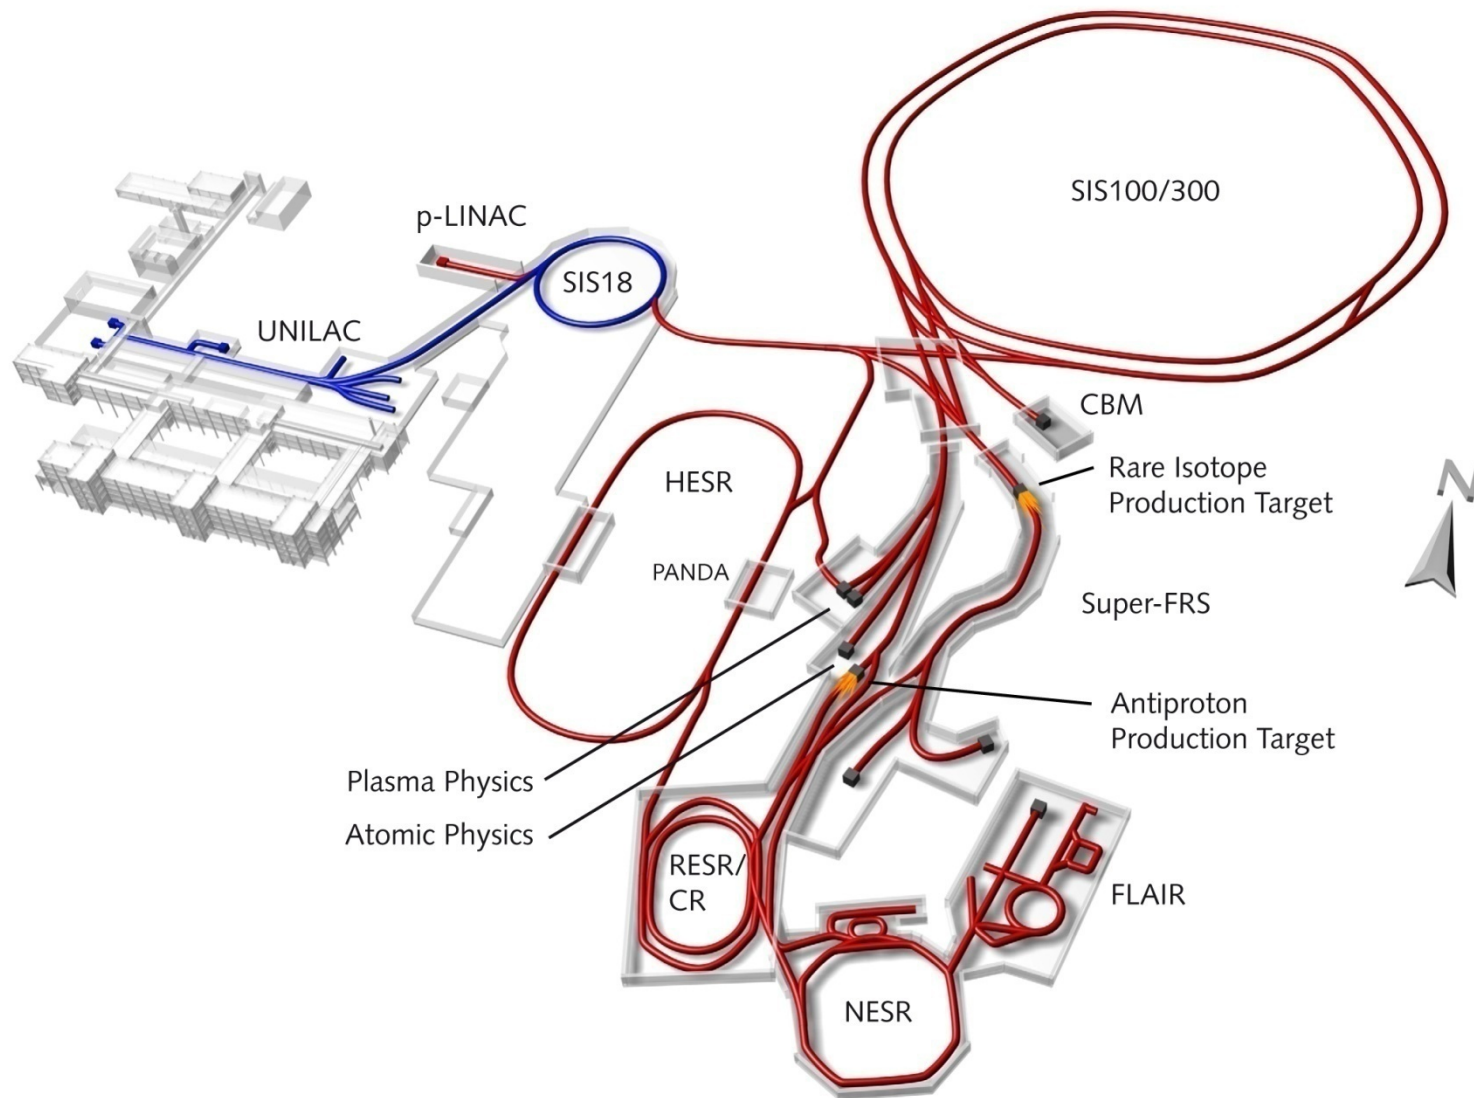 SIS100/300
p-LINAC
SIS18
UNILAC
CBM
HESR
Rare Isotope
Production Target
N
PANDA
Super-FRS
Antiproton
Production Target
Plasma Physics
Atomic Physics
RESR/
CR
FLAIR
NESR